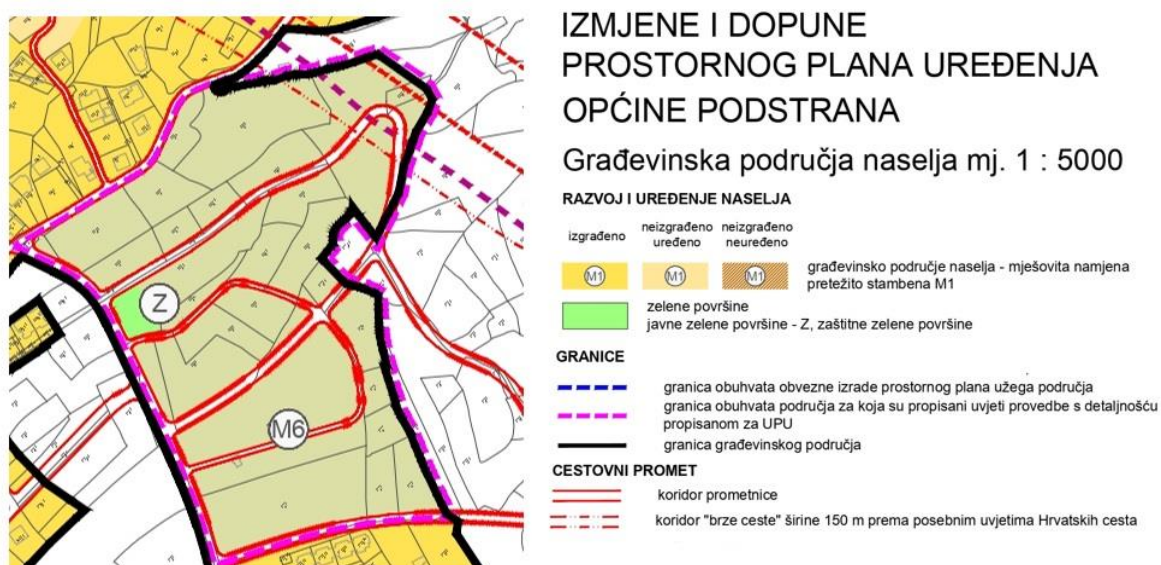 Z
M6
IZMJENE I DOPUNE
PROSTORNOG PLANA UREĐENJA
OPĆINE PODSTRANA
Građevinska područja naselja mj. 1 : 5000
RAZVOJ I UREĐENJE NASELJA
izgrađeno
neizgrađeno
uređeno
neizgrađeno
neuređeno
M1
M1
M1
građevinsko područje naselja - mješovita namjena
pretežito stambena M1
zelene površine
javne zelene površine - Z, zaštitne zelene površine
GRANICE
granica obuhvata obvezne izrade prostornog plana užega područja
granica obuhvata područja za koja su propisani uvjeti provedbe s detaljnošću
propisanom za UPU
granica građevinskog područja
CESTOVNI PROMET
koridor prometnice
koridor "brze ceste" širine 150 m prema posebnim uvjetima Hrvatskih cesta